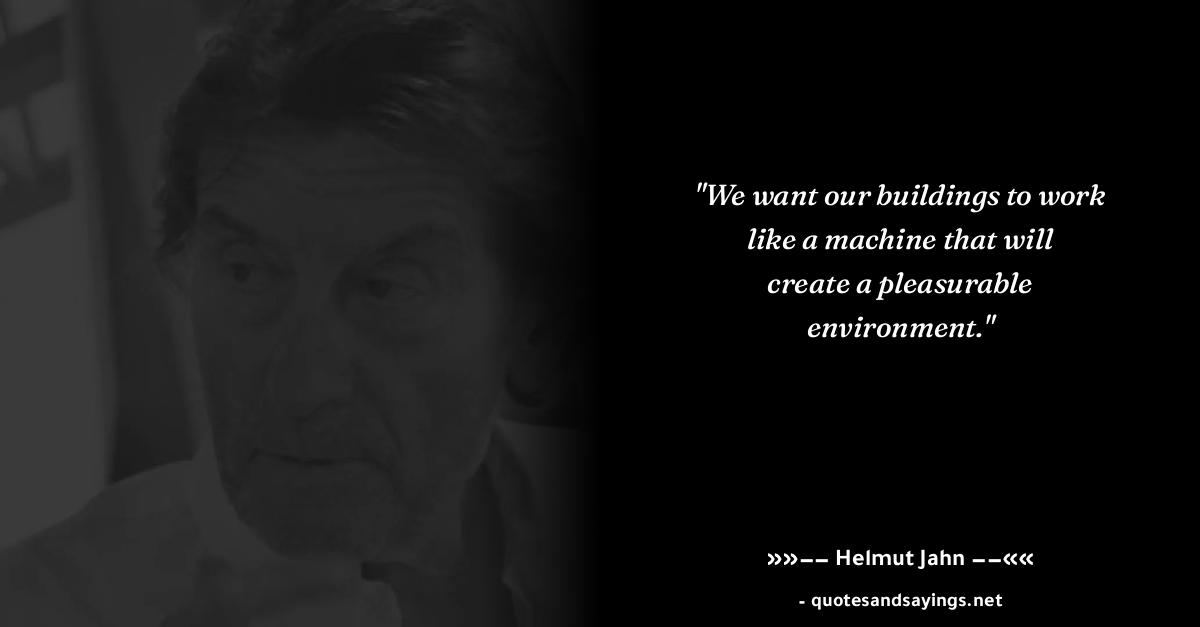 "We want our buildings to work
like a machine that will
create a pleasurable
environment."
»»–– Helmut Jahn ––««
- quotesandsayings.net